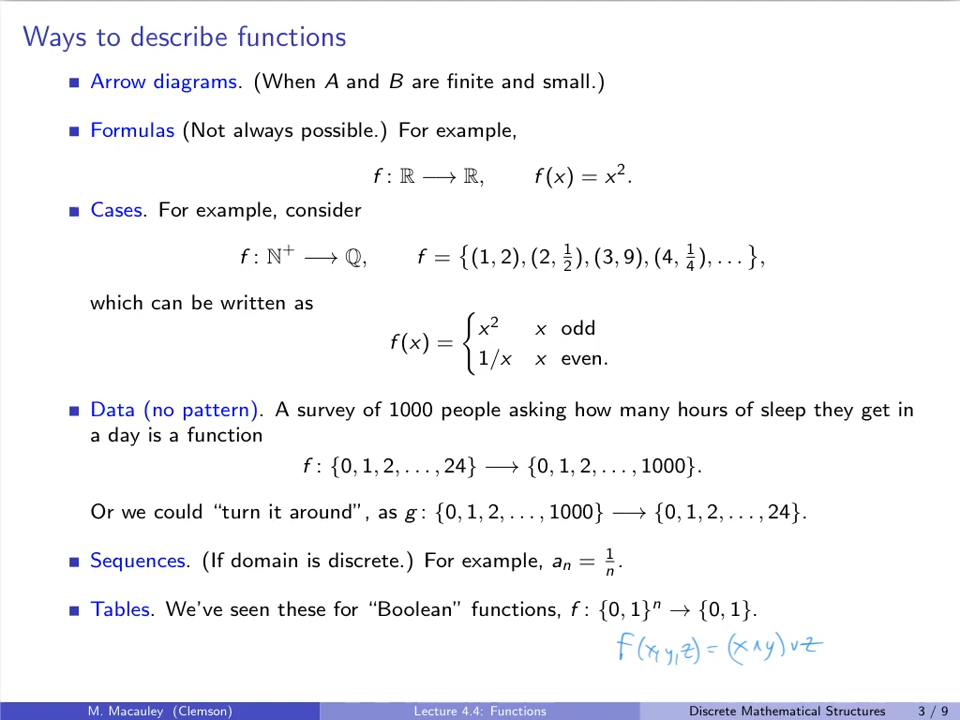 Ways to describe functions
Arrow diagrams. (When A and B are finite and small.)
Formulas (Not always possible.) For example,
f : ℝ ⟶ ℝ, f(x) = x².
Cases. For example, consider
f : ℕ⁺ ⟶ ℚ, f = {(1, 2), (2, 1/2), (3, 9), (4, 1/4), . . . },
which can be written as
f(x) = { x² x odd
1/x x even.
Data (no pattern). A survey of 1000 people asking how many hours of sleep they get in
a day is a function
f : {0, 1, 2, . . . , 24} ⟶ {0, 1, 2, . . . , 1000}.
Or we could “turn it around”, as g : {0, 1, 2, . . . , 1000} ⟶ {0, 1, 2, . . . , 24}.
Sequences. (If domain is discrete.) For example, aₙ = 1/n.
Tables. We’ve seen these for “Boolean” functions, f : {0, 1}ⁿ → {0, 1}.
f(x,y,z) = (x∧y)∨z
M. Macauley (Clemson) Lecture 4.4: Functions Discrete Mathematical Structures 3 / 9